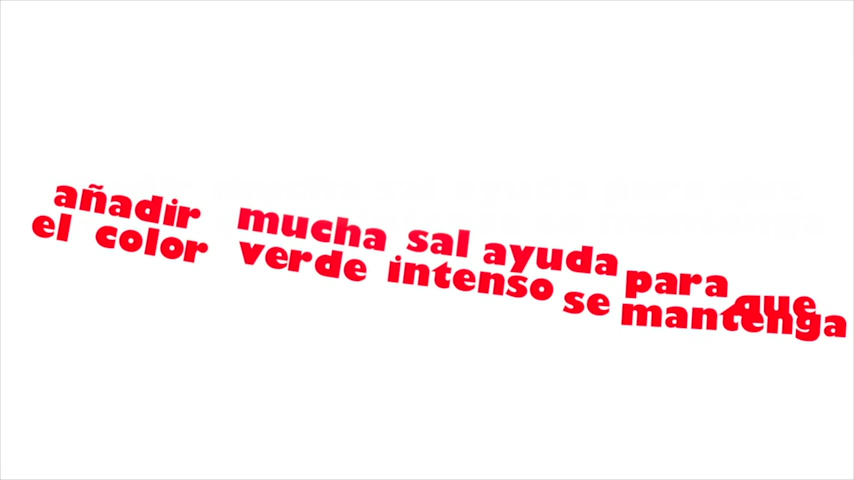 añadir mucha sal ayuda para que
el color verde intenso se mantenga